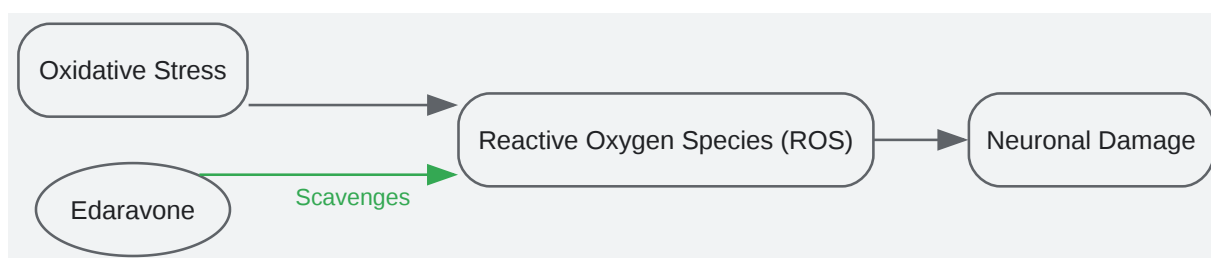 Oxidative Stress
Reactive Oxygen Species (ROS)
Neuronal Damage
Edaravone
Scavenges